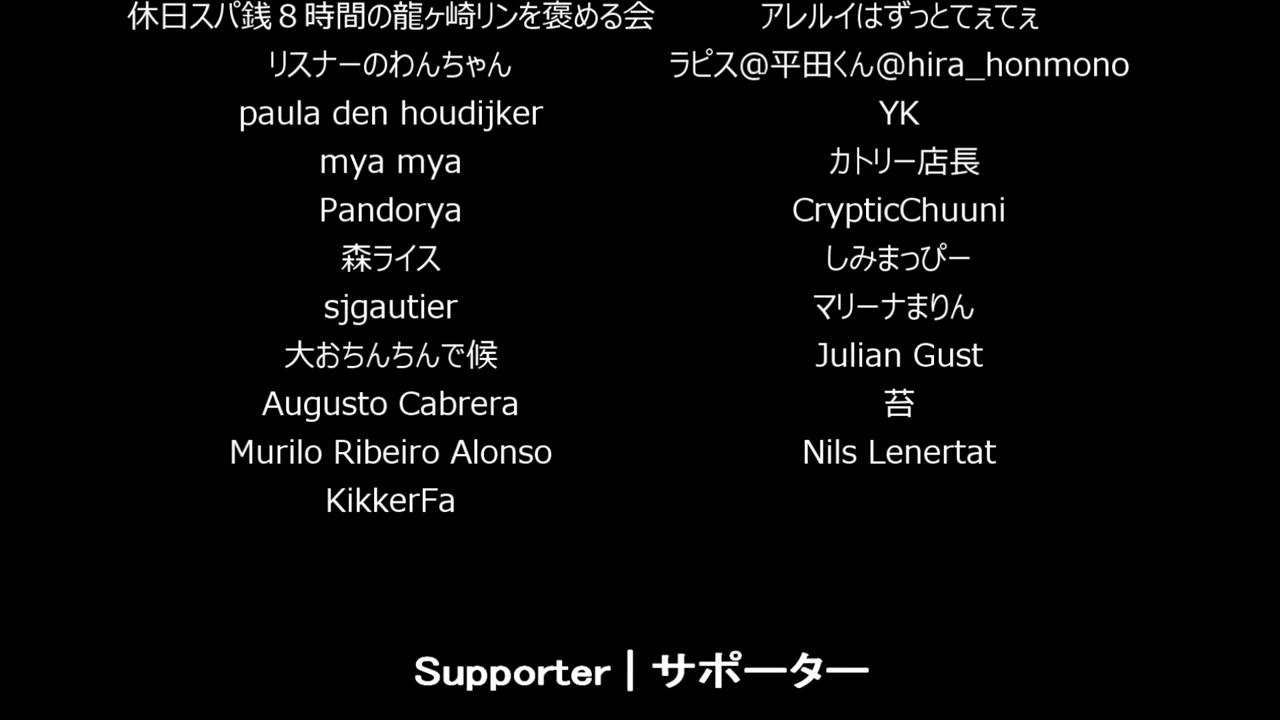 休日スパ銭８時間の龍ヶ崎リンを褒める会
アレルイはずっとてぇてぇ
リスナーのわんちゃん
ラピス@平田くん@hira_honmono
paula den houdijker
YK
mya mya
カトリー店長
Pandorya
CrypticChuuni
森ライス
しみまっぴー
sjgautier
マリーナまりん
大おちんちんで候
Julian Gust
Augusto Cabrera
苔
Murilo Ribeiro Alonso
Nils Lenertat
KikkerFa
Supporter｜サポーター